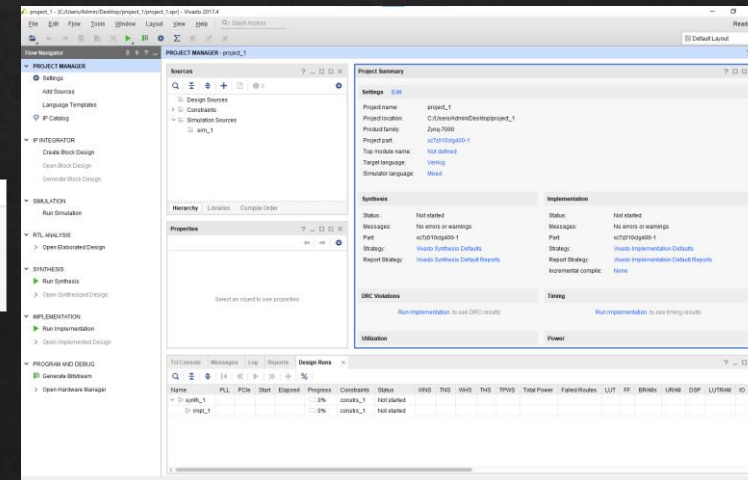 project_1 - [C:/Users/Admin/Desktop/project_1/project_1.xpr] - Vivado 2017.4
File Edit Flow Tools Window Layout View Help Quick Access
Ready
Default Layout
Flow Navigator
PROJECT MANAGER
Settings
Add Sources
Language Templates
IP Catalog
IP INTEGRATOR
Create Block Design
Open Block Design
Generate Block Design
SIMULATION
Run Simulation
RTL ANALYSIS
Open Elaborated Design
SYNTHESIS
Run Synthesis
Open Synthesized Design
IMPLEMENTATION
Run Implementation
Open Implemented Design
PROGRAM AND DEBUG
Generate Bitstream
Open Hardware Manager
PROJECT MANAGER - project_1
Sources
Design Sources
Constraints
Simulation Sources
sim_1
Hierarchy Libraries Compile Order
Properties
Select an object to see properties
Project Summary
Settings Edit
Project name: project_1
Project location: C:/Users/Admin/Desktop/project_1
Product family: Zynq-7000
Project part: xc7z010clg400-1
Top module name: Not defined
Target language: Verilog
Simulator language: Mixed
Synthesis
Status: Not started
Messages: No errors or warnings
Part: xc7z010clg400-1
Strategy: Vivado Synthesis Defaults
Report Strategy: Vivado Synthesis Default Reports
Implementation
Status: Not started
Messages: No errors or warnings
Part: xc7z010clg400-1
Strategy: Vivado Implementation Defaults
Report Strategy: Vivado Implementation Default Reports
Incremental compile: None
DRC Violations
Run Implementation to see DRC results
Timing
Run Implementation to see timing results
Utilization
Power
Tcl Console Messages Log Reports Design Runs
Name PLL PCIe Start Elapsed Progress Constraints Status WNS TNS WHS THS TPWS Total Power Failed Routes LUT FF BRAMs URAM DSP LUTRAM IO
synth_1 0% constrs_1 Not started
impl_1 0% constrs_1 Not started